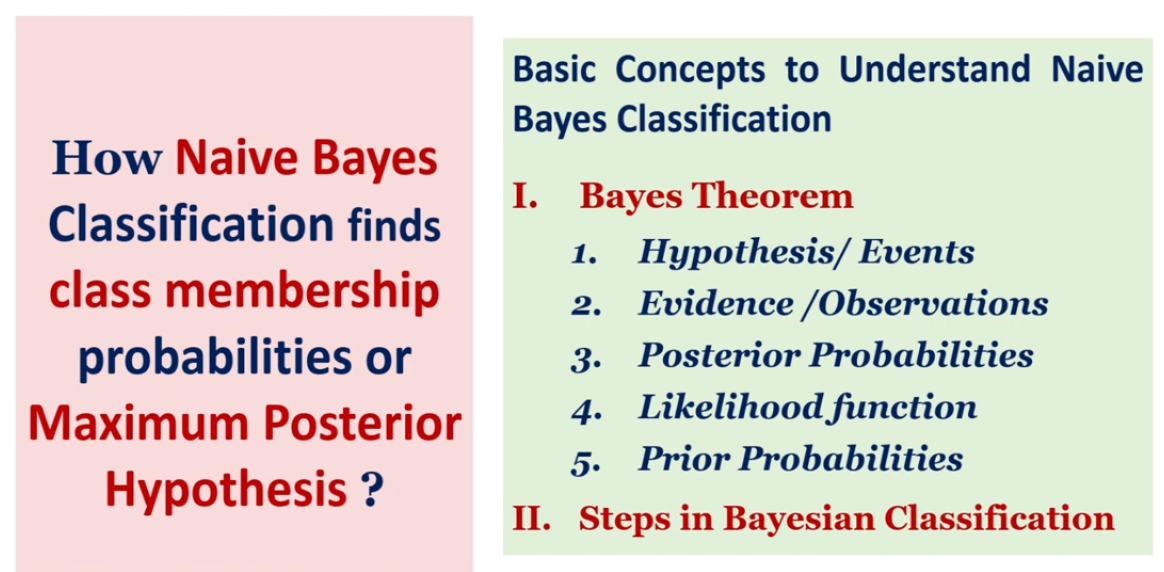 How Naive Bayes
Classification finds
class membership
probabilities or
Maximum Posterior
Hypothesis ?
Basic Concepts to Understand Naive
Bayes Classification
I. Bayes Theorem
1. Hypothesis/ Events
2. Evidence /Observations
3. Posterior Probabilities
4. Likelihood function
5. Prior Probabilities
II. Steps in Bayesian Classification